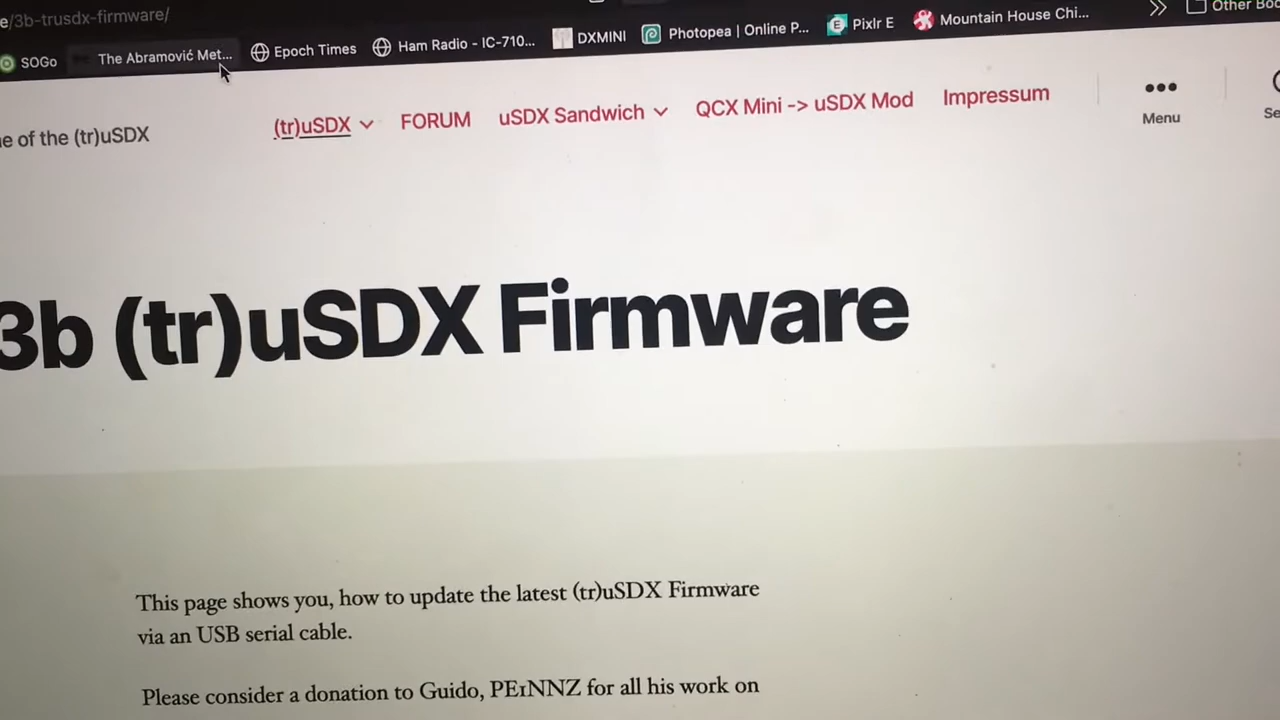 e/3b-trusdx-firmware/
SOGo The Abramović Met... Epoch Times Ham Radio - IC-710... DXMINI Photopea | Online P... Pixlr E Mountain House Chi... Other Boo
e of the (tr)uSDX (tr)uSDX FORUM uSDX Sandwich QCX Mini -> uSDX Mod Impressum Menu Se
3b (tr)uSDX Firmware
This page shows you, how to update the latest (tr)uSDX Firmware
via an USB serial cable.
Please consider a donation to Guido, PE1NNZ for all his work on